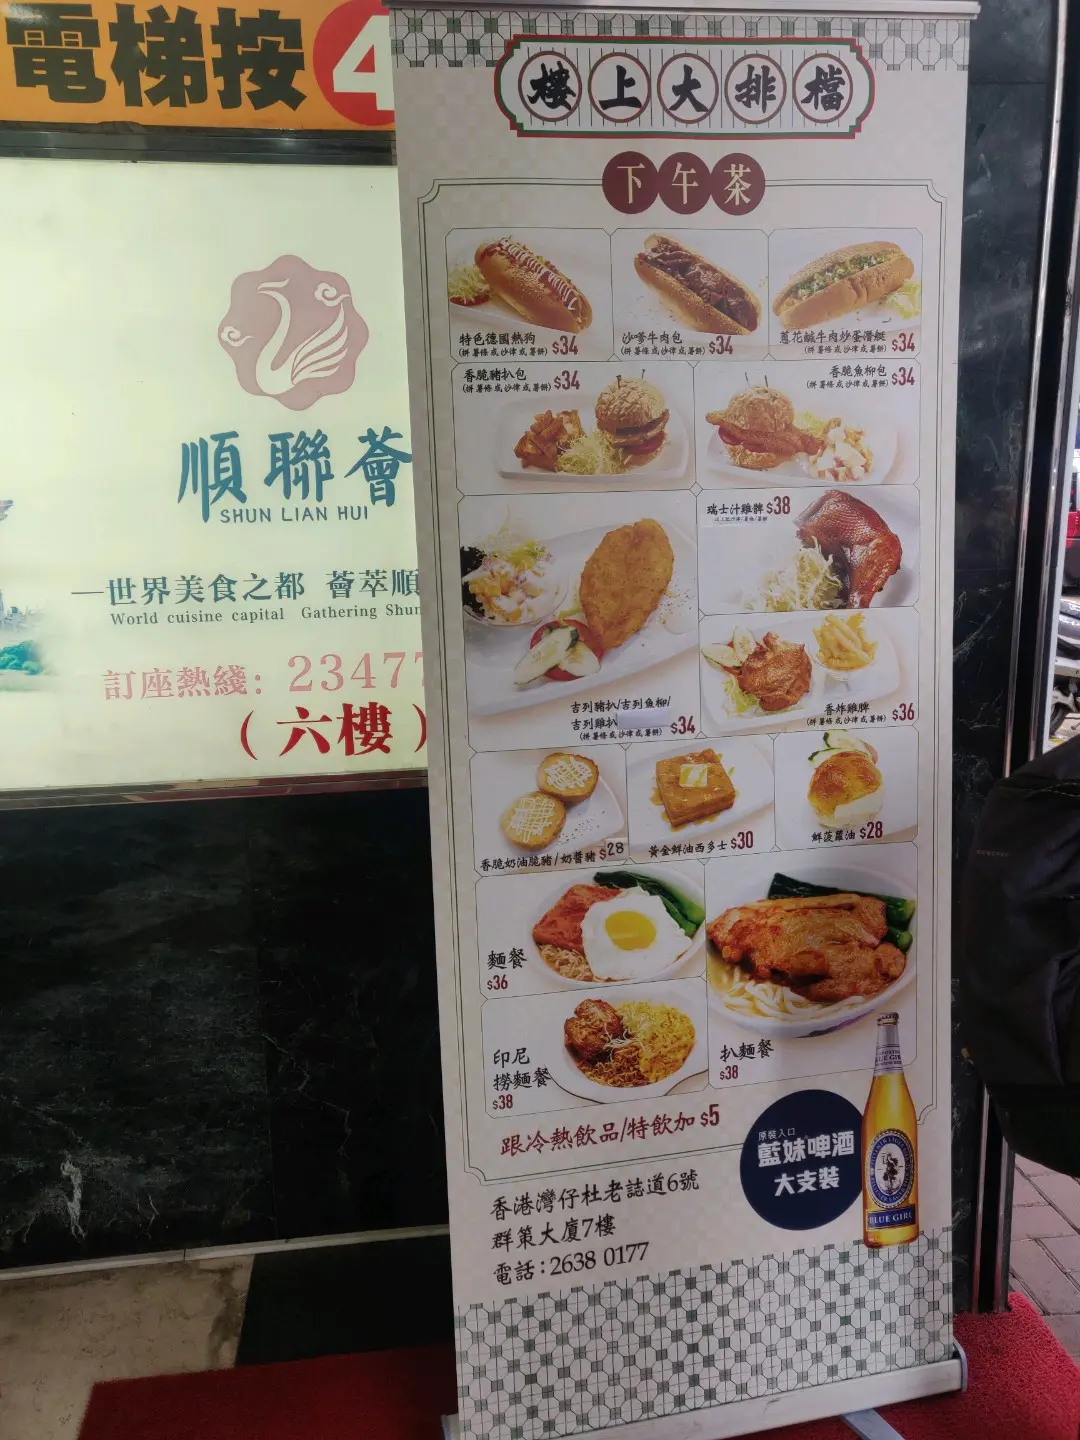 電梯按4
順聯薈
SHUN LIAN HUI
世界美食之都 薈萃順
World cuisine capital Gathering Shun
訂座熱綫: 23477
(六樓)
樓上大排檔
下午茶
特色德國熱狗
(拼薯條或沙律或薯餅) $34
沙嗲牛肉包
(拼薯條或沙律或薯餅) $34
蔥花鹹牛肉炒蛋潛艇
(拼薯條或沙律或薯餅) $34
香脆豬扒包
(拼薯條或沙律或薯餅) $34
香脆魚柳包
(拼薯條或沙律或薯餅) $34
吉列豬扒/吉列魚柳/
吉列雞扒
(拼薯條或沙律或薯餅) $34
瑞士汁雞髀 $38
香炸雞髀
(拼薯條或沙律或薯餅) $36
香脆奶油脆豬/奶醬豬 $28
黃金鮮油西多士 $30
鮮菠蘿油 $28
麵餐
$36
印尼
撈麵餐
$38
扒麵餐
$38
跟冷熱飲品/特飲加 $5
原裝入口
藍妹啤酒
大支裝
BLUE GIRL
香港灣仔杜老誌道6號
群策大廈7樓
電話:2638 0177